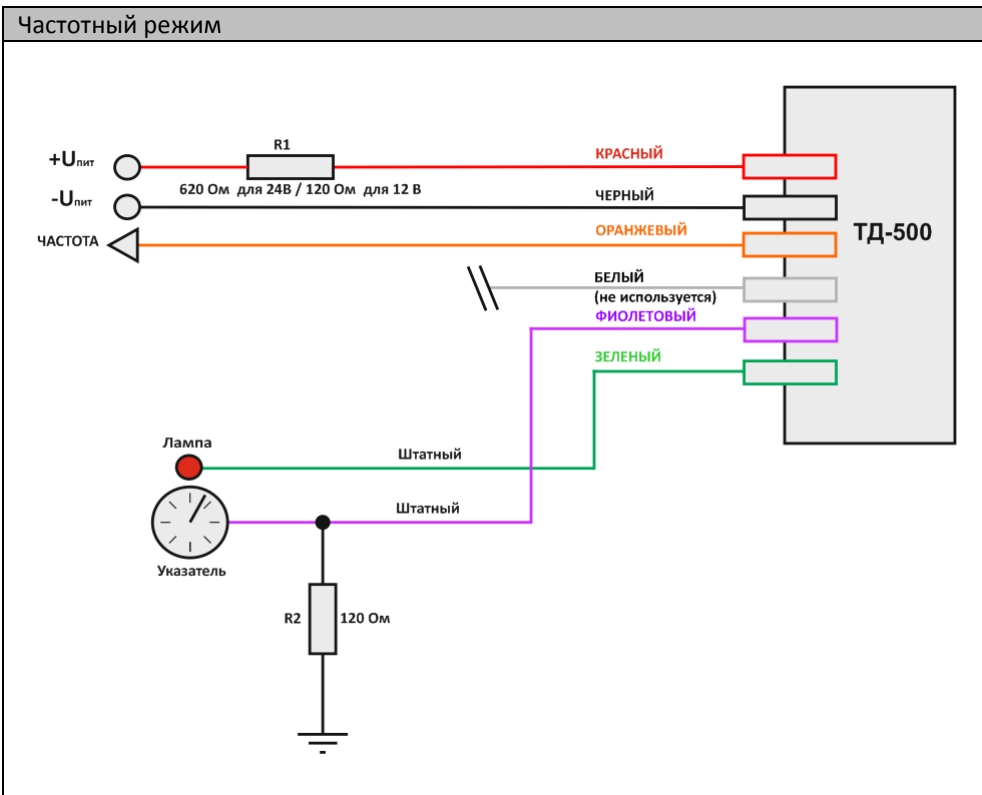 Частотный режим
+Uпит
R1
КРАСНЫЙ
620 Ом для 24В / 120 Ом для 12 В
-Uпит
ЧЕРНЫЙ
ЧАСТОТА
ОРАНЖЕВЫЙ
ТД-500
БЕЛЫЙ
(не используется)
ФИОЛЕТОВЫЙ
ЗЕЛЕНЫЙ
Лампа
Штатный
Штатный
Указатель
R2
120 Ом